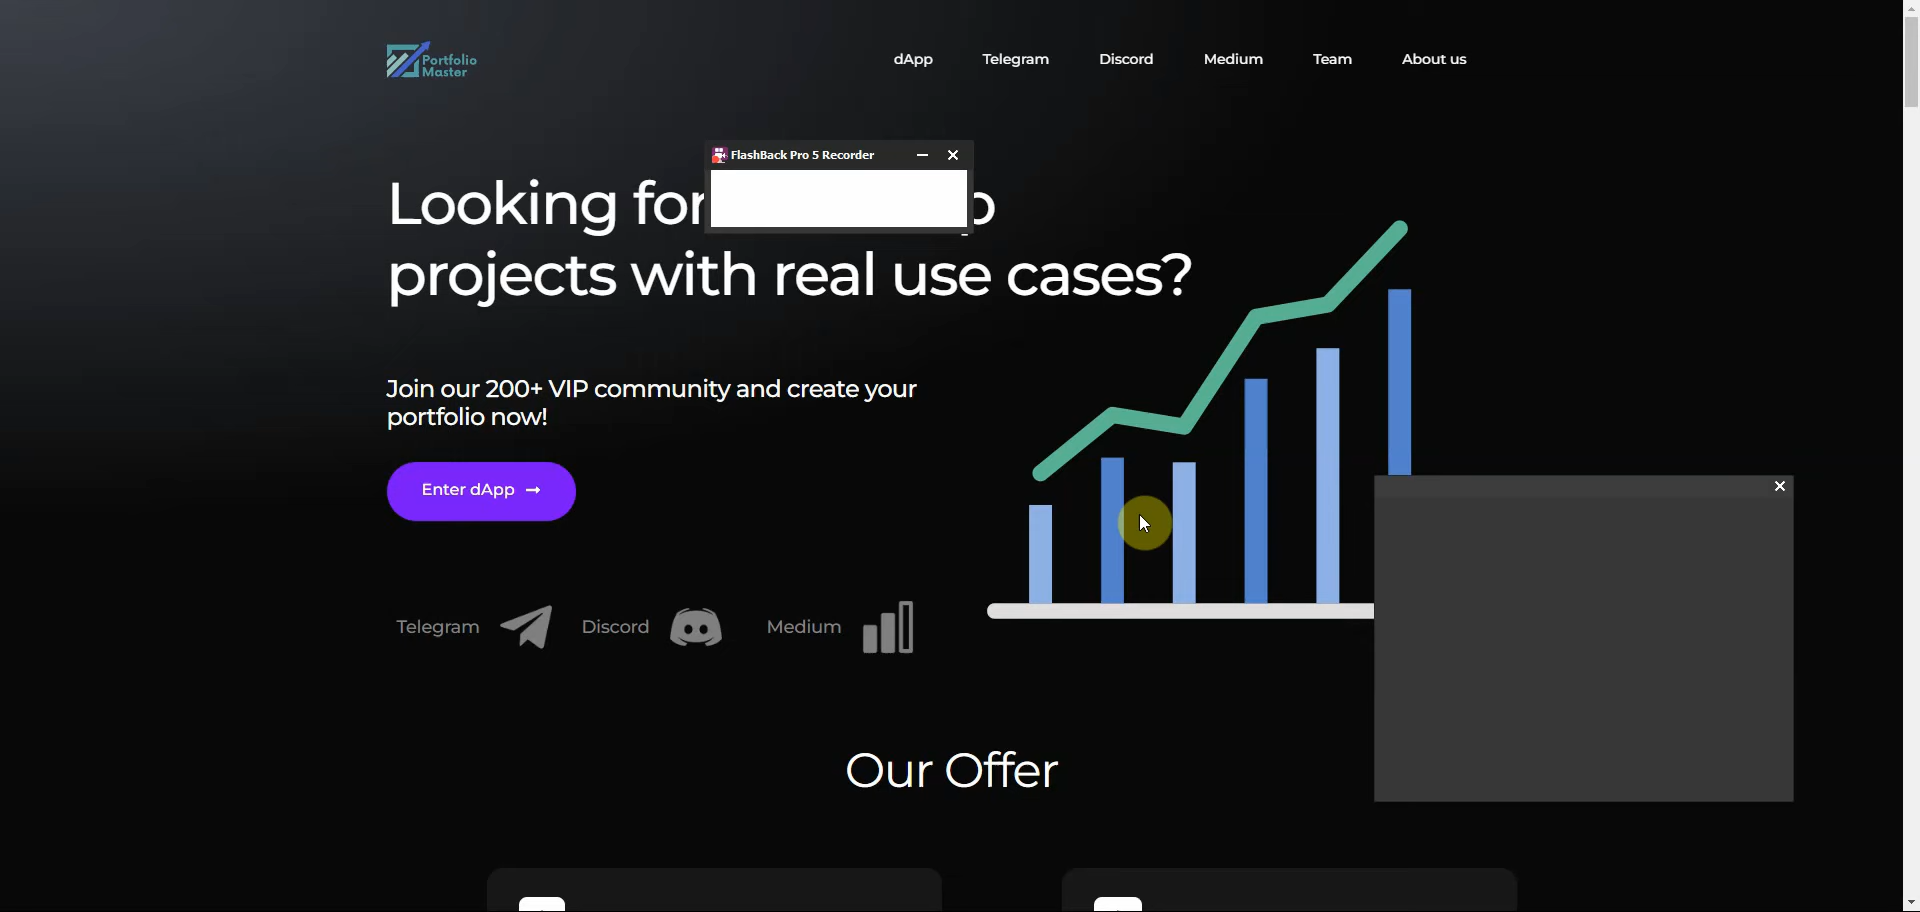 Portfolio
Master
dApp
Telegram
Discord
Medium
Team
About us
FlashBack Pro 5 Recorder
Looking for
projects with real use cases?
Join our 200+ VIP community and create your
portfolio now!
Enter dApp →
Telegram
Discord
Medium
Our Offer